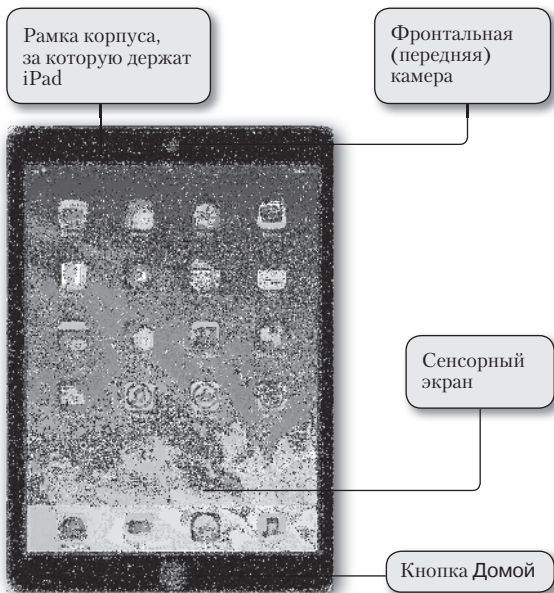 Рамка корпуса,
за которую держат
iPad
Фронтальная
(передняя)
камера
Сенсорный
экран
Кнопка Домой